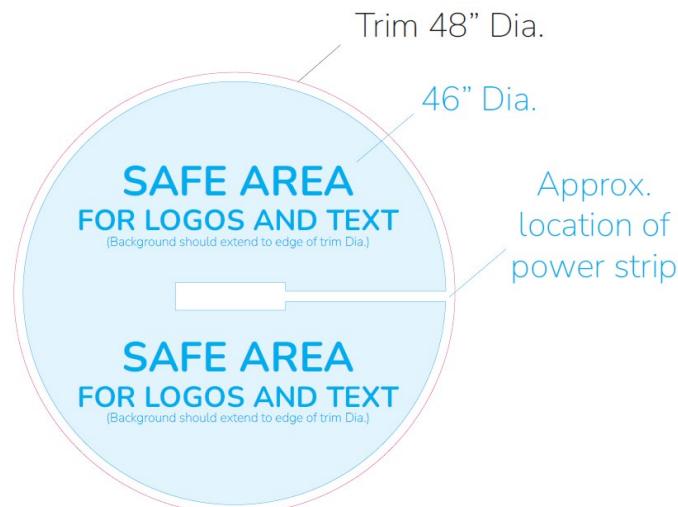 Trim 48” Dia.
46” Dia.
SAFE AREA
FOR LOGOS AND TEXT
(Background should extend to edge of trim Dia.)
Approx.
location of
power strip
SAFE AREA
FOR LOGOS AND TEXT
(Background should extend to edge of trim Dia.)